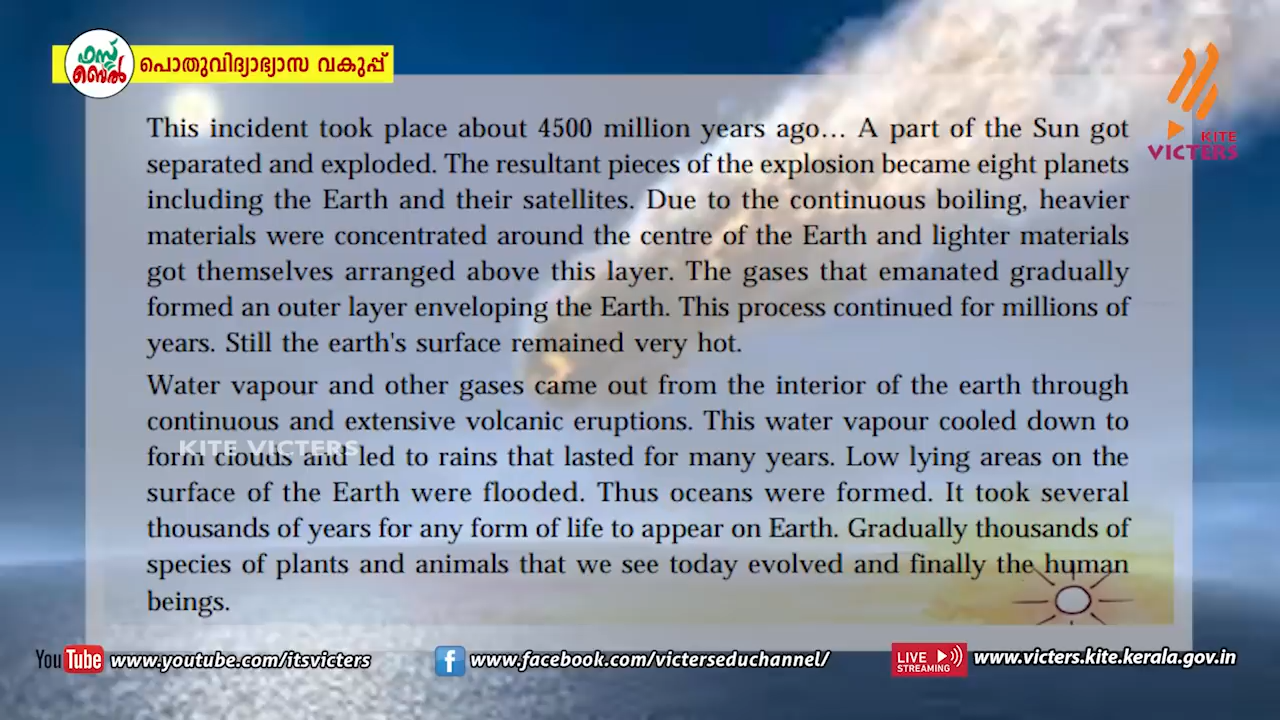 ഫസ്റ്റ്
ബെൽ
പൊതുവിദ്യാഭ്യാസ വകുപ്പ്
KITE
VICTERS
This incident took place about 4500 million years ago... A part of the Sun got
separated and exploded. The resultant pieces of the explosion became eight planets
including the Earth and their satellites. Due to the continuous boiling, heavier
materials were concentrated around the centre of the Earth and lighter materials
got themselves arranged above this layer. The gases that emanated gradually
formed an outer layer enveloping the Earth. This process continued for millions of
years. Still the earth's surface remained very hot.
Water vapour and other gases came out from the interior of the earth through
continuous and extensive volcanic eruptions. This water vapour cooled down to
KITE VICTERS
form clouds and led to rains that lasted for many years. Low lying areas on the
surface of the Earth were flooded. Thus oceans were formed. It took several
thousands of years for any form of life to appear on Earth. Gradually thousands of
species of plants and animals that we see today evolved and finally the human
beings.
YouTube www.youtube.com/itsvicters
f www.facebook.com/victerseduchannel/
LIVE
STREAMING
www.victers.kite.kerala.gov.in